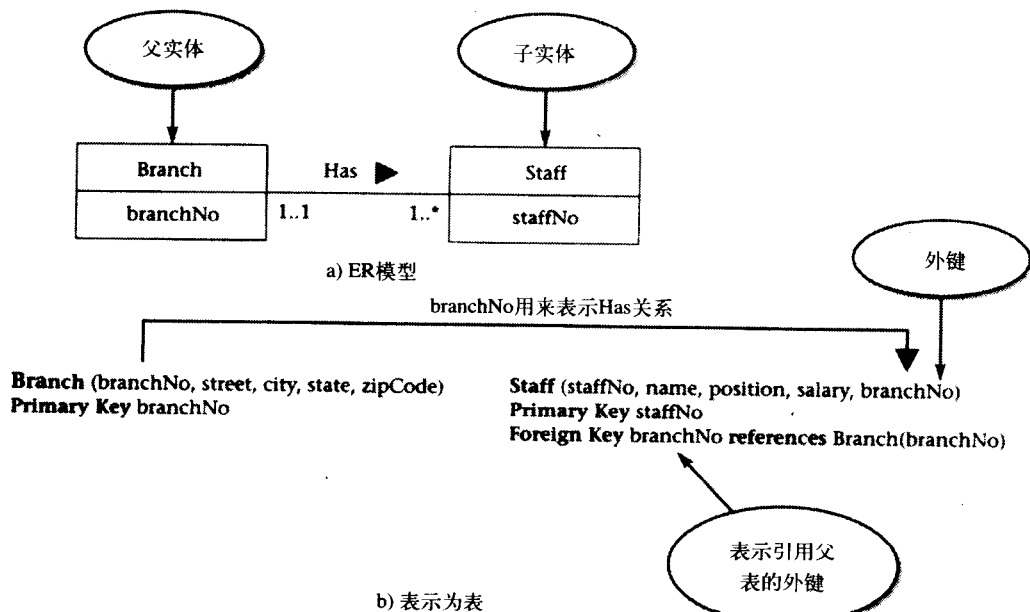 父实体
子实体
Branch
Has
Staff
branchNo
1..1
1..*
staffNo
a) ER模型
外键
branchNo用来表示Has关系
Branch (branchNo, street, city, state, zipCode)
Primary Key branchNo
Staff (staffNo, name, position, salary, branchNo)
Primary Key staffNo
Foreign Key branchNo references Branch(branchNo)
表示引用父
表的外键
b) 表示为表